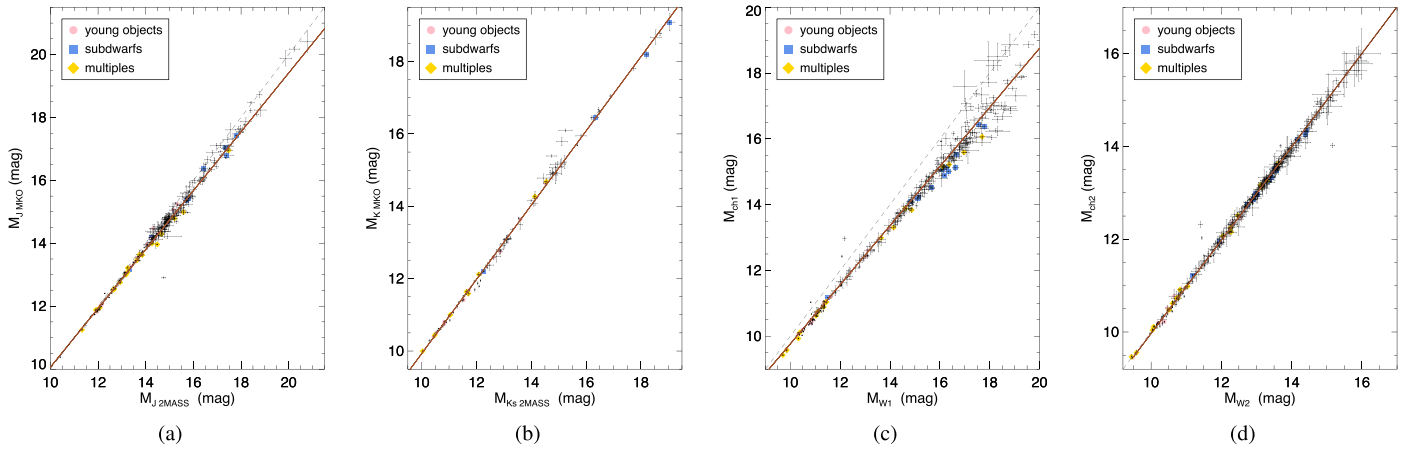 young objects
subdwarfs
multiples
20
18
16
14
12
10
M_J MKO (mag)
10 12 14 16 18 20
M_J 2MASS (mag)
(a)
young objects
subdwarfs
multiples
18
16
14
12
10
M_K MKO (mag)
10 12 14 16 18
M_Ks 2MASS (mag)
(b)
young objects
subdwarfs
multiples
20
18
16
14
12
10
M_ch1 (mag)
10 12 14 16 18 20
M_W1 (mag)
(c)
young objects
subdwarfs
multiples
16
14
12
10
M_ch2 (mag)
10 12 14 16
M_W2 (mag)
(d)